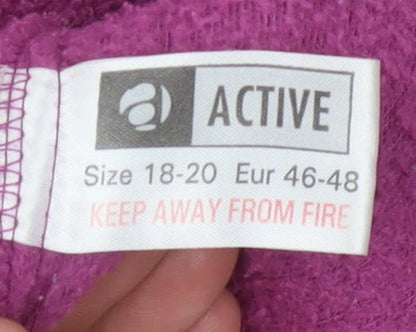 a ACTIVE
Size 18-20 Eur 46-48
KEEP AWAY FROM FIRE